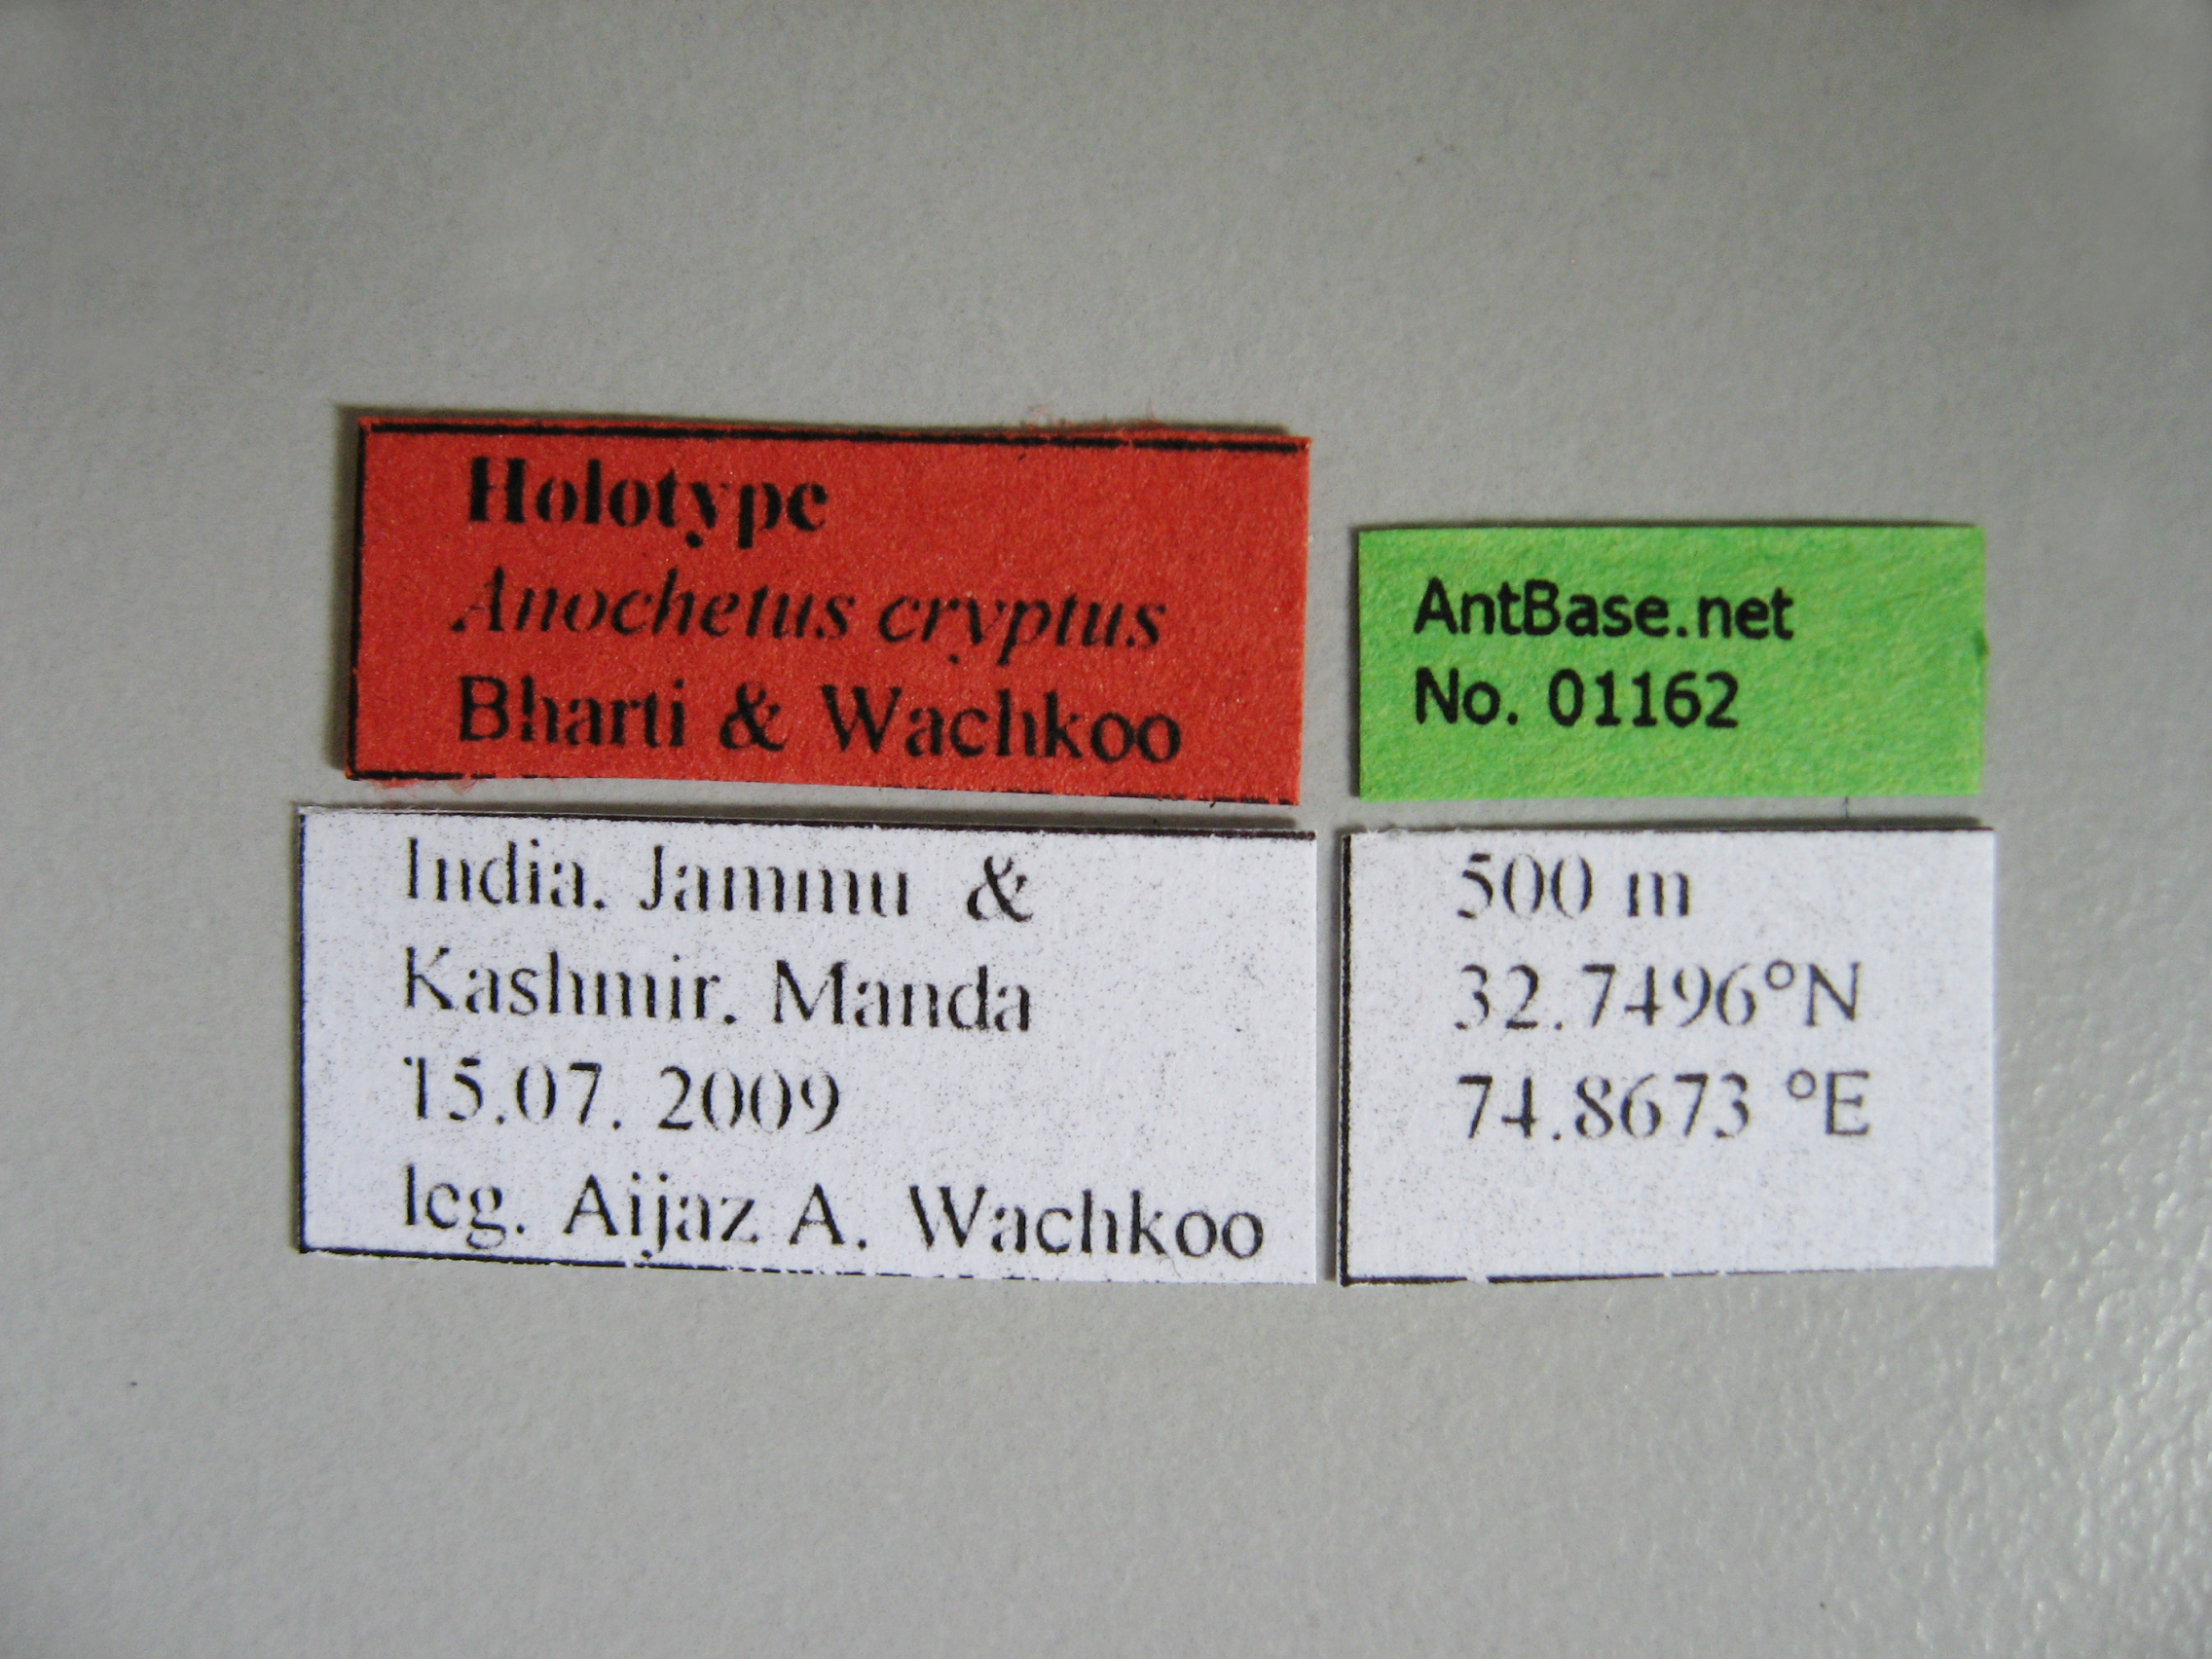 Holotype
Anochetus cryptus
Bharti & Wachkoo
AntBase.net
No. 01162
India, Jammu &
Kashmir, Manda
15.07. 2009
leg. Aijaz A. Wachkoo
500 m
32.7496°N
74.8673 °E